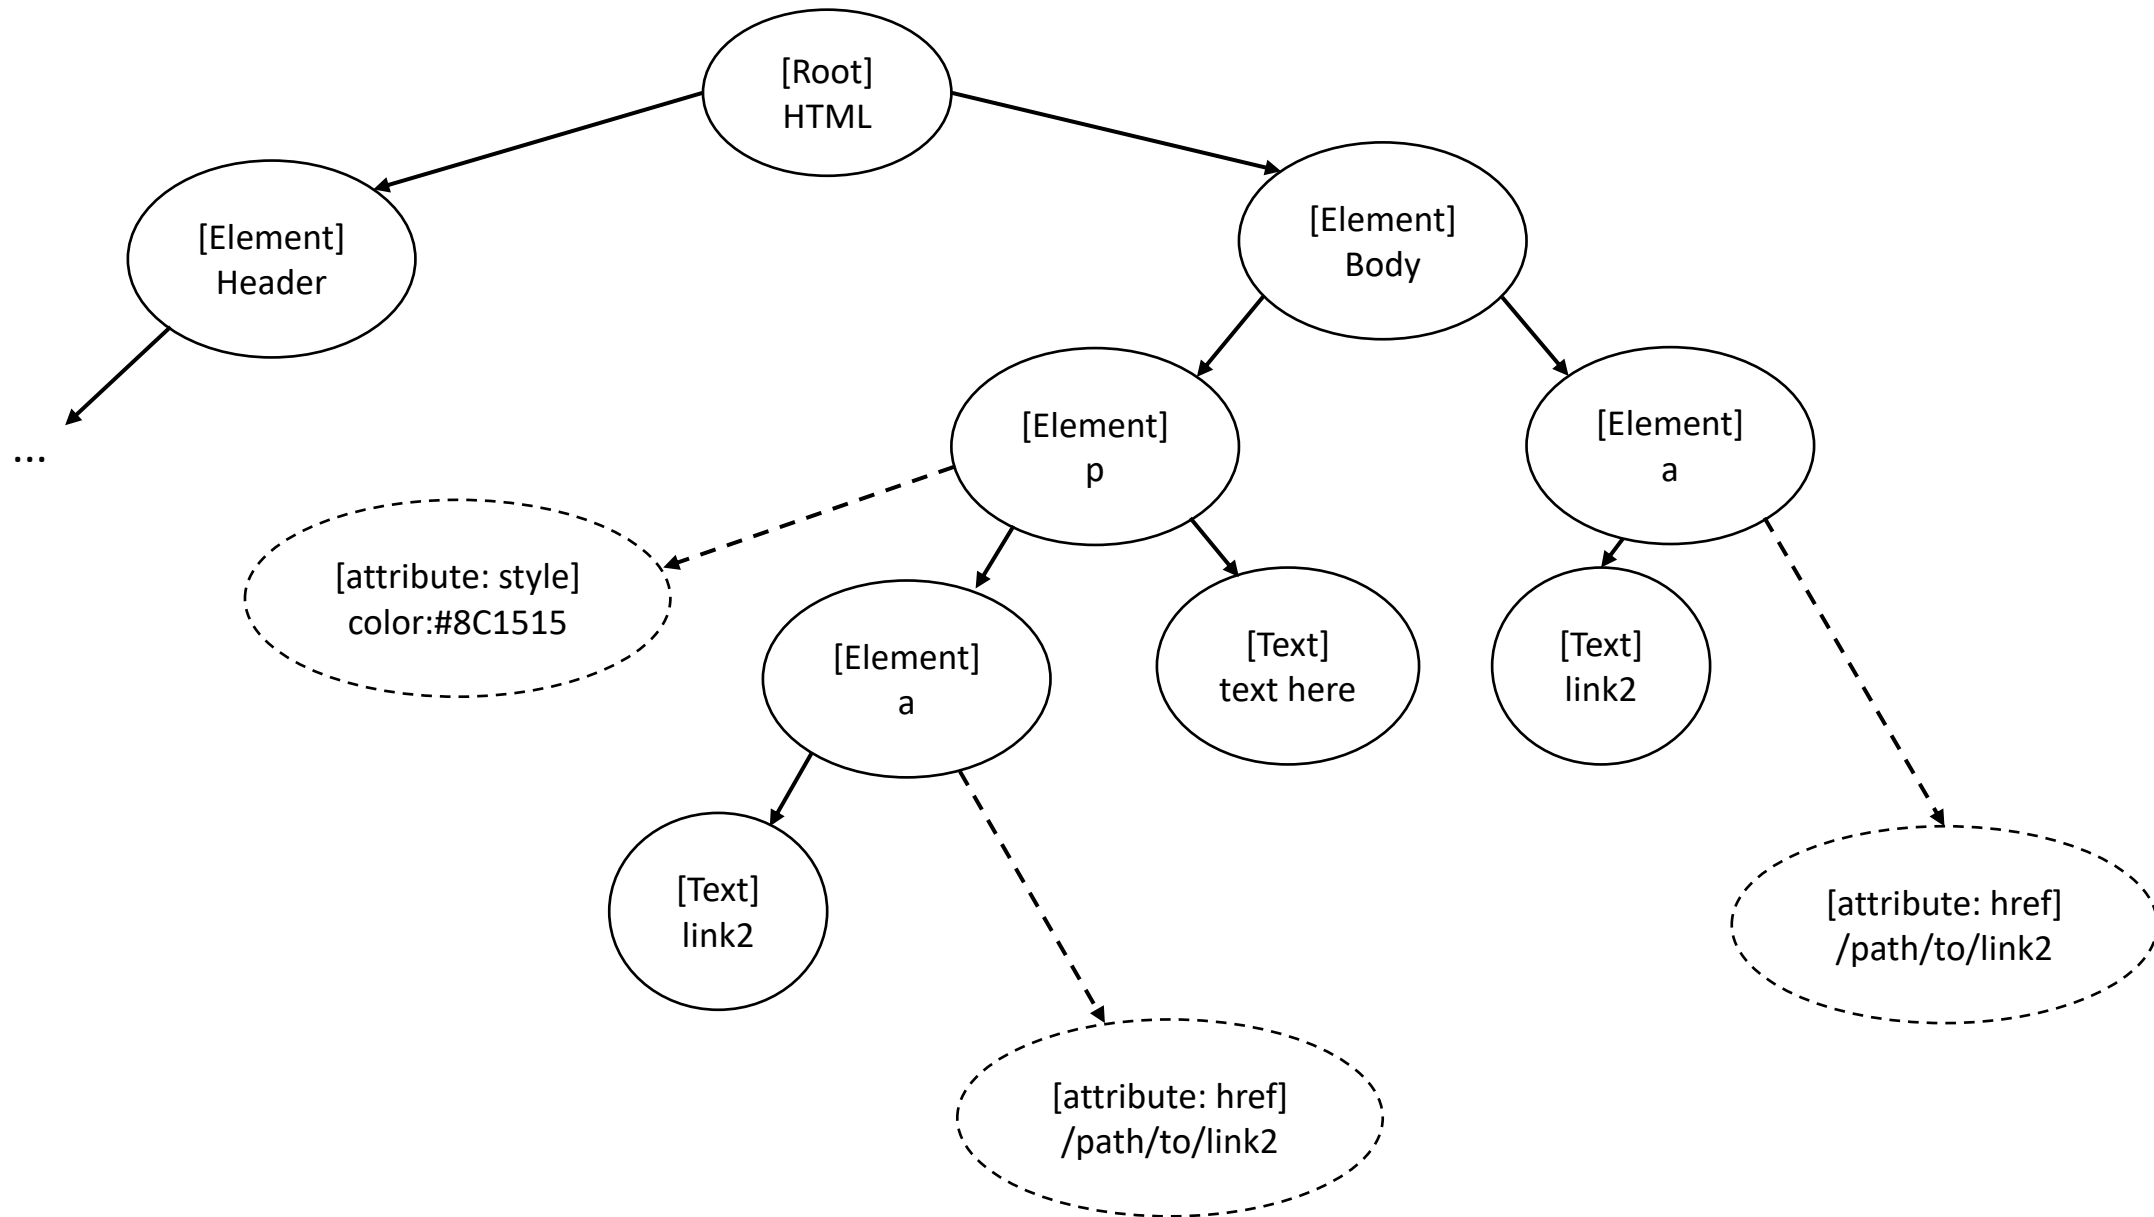 [Root]
HTML
[Element]
Header
[Element]
Body
...
[Element]
p
[Element]
a
[attribute: style]
color:#8C1515
[Element]
a
[Text]
text here
[Text]
link2
[Text]
link2
[attribute: href]
/path/to/link2
[attribute: href]
/path/to/link2